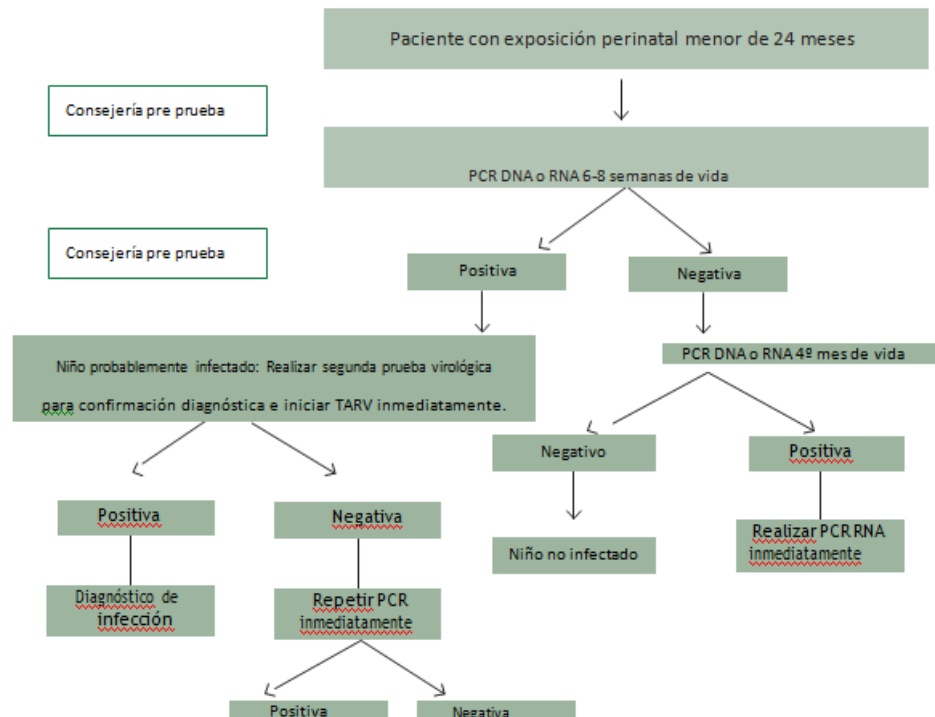 Paciente con exposición perinatal menor de 24 meses
Consejería pre prueba
PCR DNA o RNA 6-8 semanas de vida
Consejería pre prueba
Positiva
Negativa
Niño probablemente infectado: Realizar segunda prueba virológica
para confirmación diagnóstica e iniciar TARV inmediatamente.
PCR DNA o RNA 4º mes de vida
Negativo
Positiva
Positiva
Negativa
Niño no infectado
Realizar PCR RNA
inmediatamente
Diagnóstico de
infección
Repetir PCR
inmediatamente
Positiva
Negativa